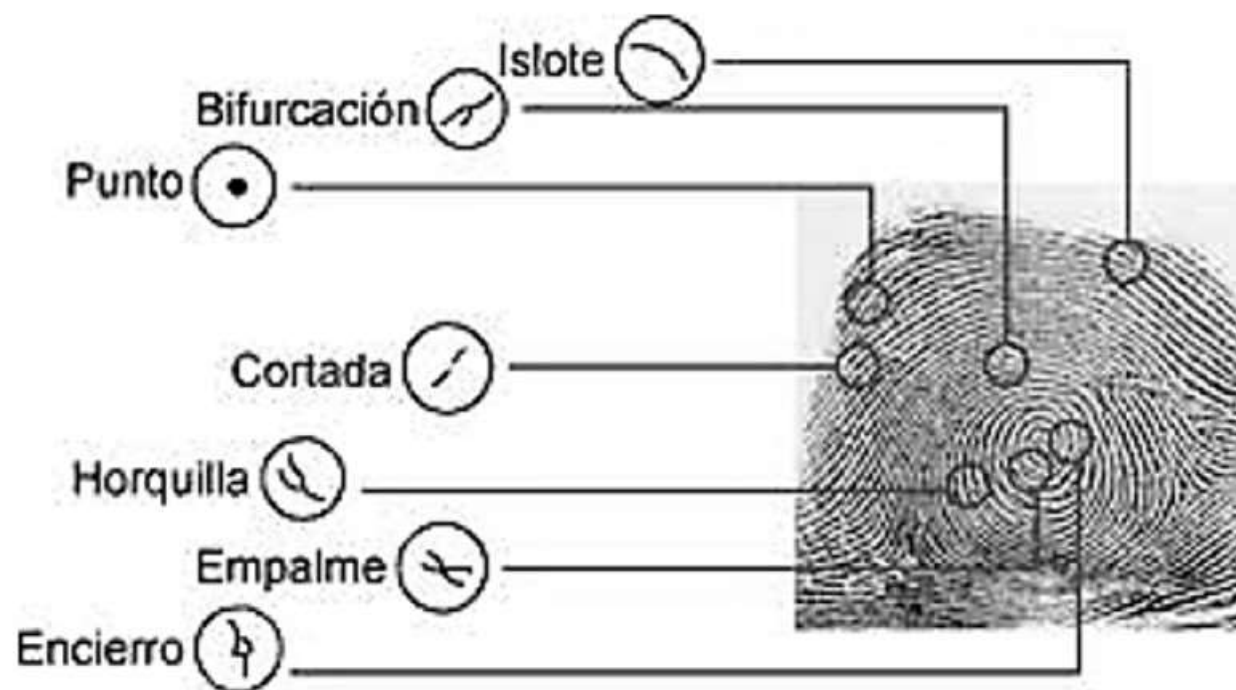 Islote
Bifurcación
Punto
Cortada
Horquilla
Empalme
Encierro